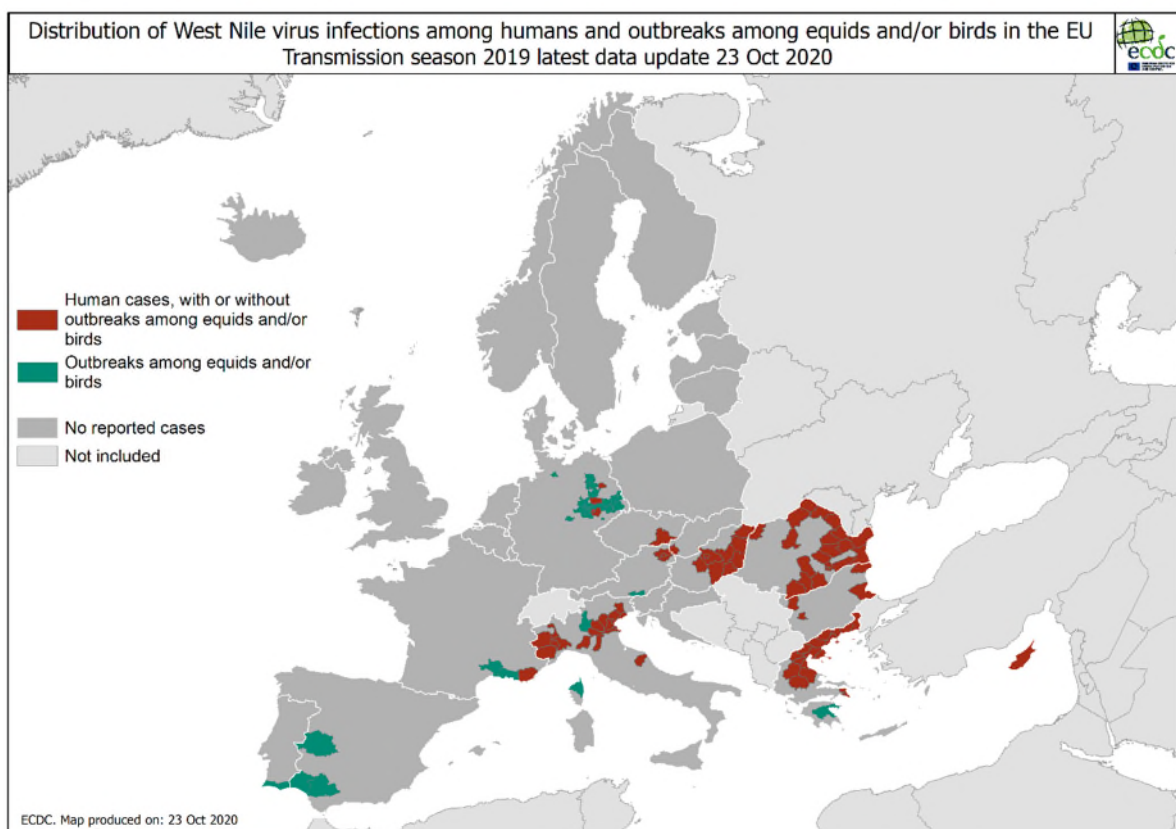 Distribution of West Nile virus infections among humans and outbreaks among equids and/or birds in the EU
Transmission season 2019 latest data update 23 Oct 2020
ecdc
Human cases, with or without
outbreaks among equids and/or
birds
Outbreaks among equids and/or
birds
No reported cases
Not included
ECDC. Map produced on: 23 Oct 2020